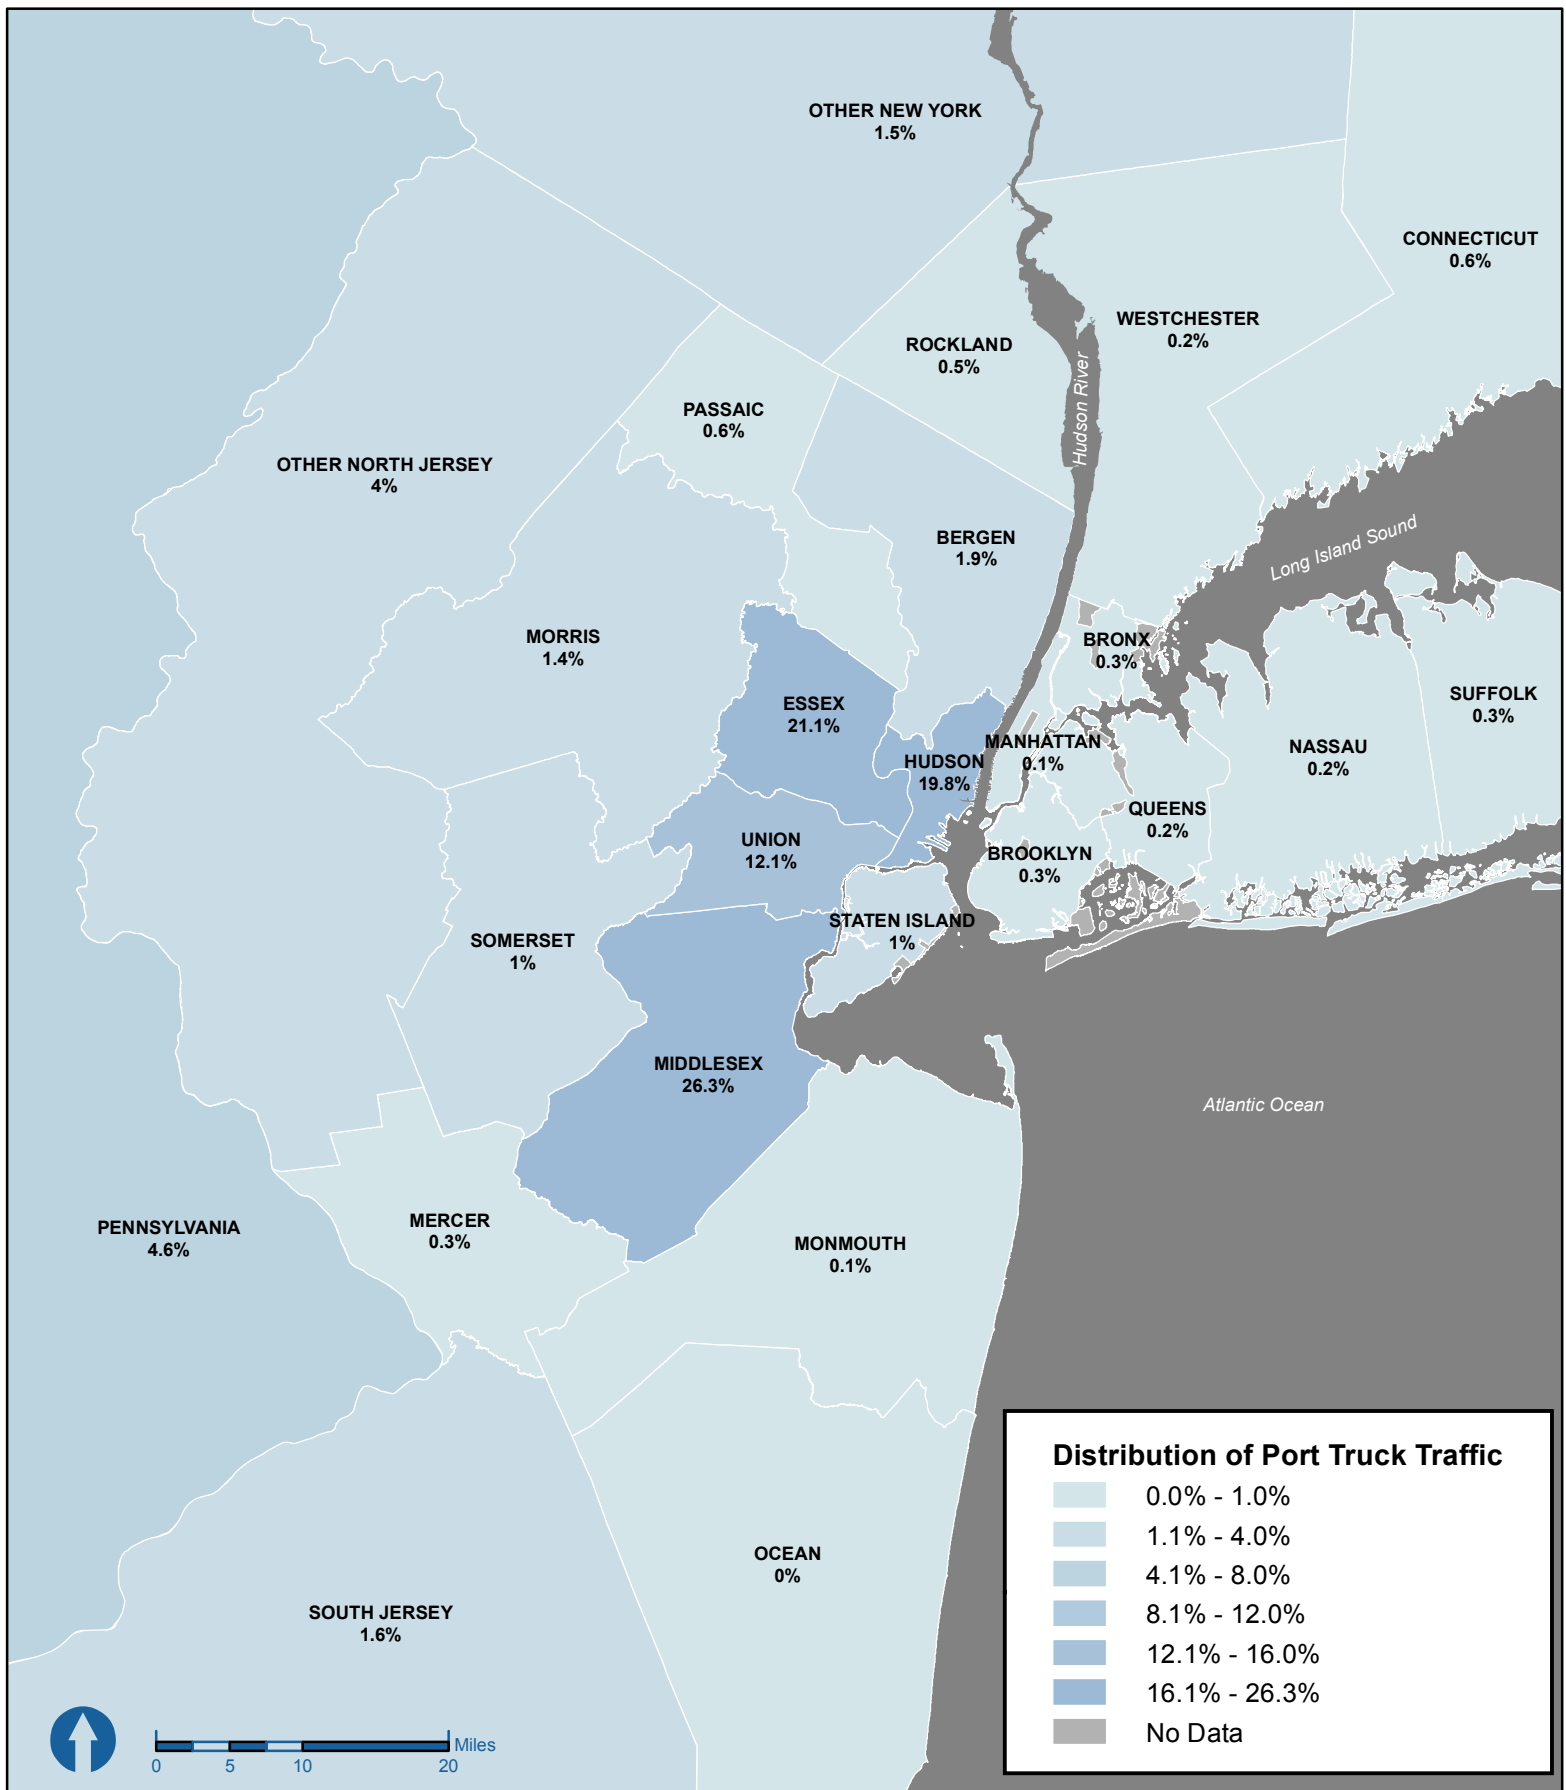 OTHER NEW YORK
1.5%
CONNECTICUT
0.6%
WESTCHESTER
0.2%
ROCKLAND
0.5%
Hudson River
PASSAIC
0.6%
OTHER NORTH JERSEY
4%
BERGEN
1.9%
Long Island Sound
MORRIS
1.4%
BRONX
0.3%
ESSEX
21.1%
SUFFOLK
0.3%
MANHATTAN
0.1%
NASSAU
0.2%
HUDSON
19.8%
QUEENS
0.2%
UNION
12.1%
BROOKLYN
0.3%
STATEN ISLAND
1%
SOMERSET
1%
MIDDLESEX
26.3%
Atlantic Ocean
PENNSYLVANIA
4.6%
MERCER
0.3%
MONMOUTH
0.1%
OCEAN
0%
SOUTH JERSEY
1.6%
Distribution of Port Truck Traffic
0.0% - 1.0%
1.1% - 4.0%
4.1% - 8.0%
8.1% - 12.0%
12.1% - 16.0%
16.1% - 26.3%
No Data
Miles
0 5 10 20